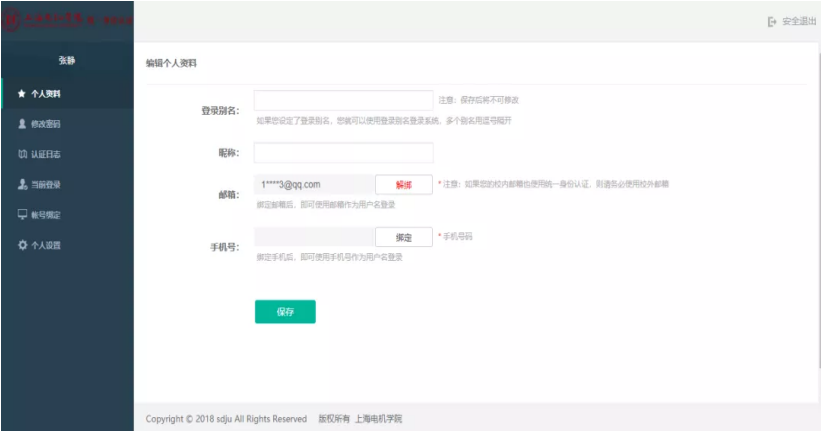 安全退出
张静
编辑个人资料
个人资料
修改密码
认证日志
当前登录
帐号绑定
个人设置
登录别名：
注意：保存后将不可修改
如果您设定了登录别名，您就可以使用登录别名登录系统，多个别名用逗号隔开
昵称：
邮箱：
1****3@qq.com
解绑
* 注意：如果您的校内邮箱也使用统一身份认证，则请务必使用校外邮箱
绑定邮箱后，即可使用邮箱作为用户名登录
手机号：
绑定
* 手机号码
绑定手机后，即可使用手机号作为用户名登录
保存
Copyright © 2018 sdju All Rights Reserved 版权所有 上海电机学院